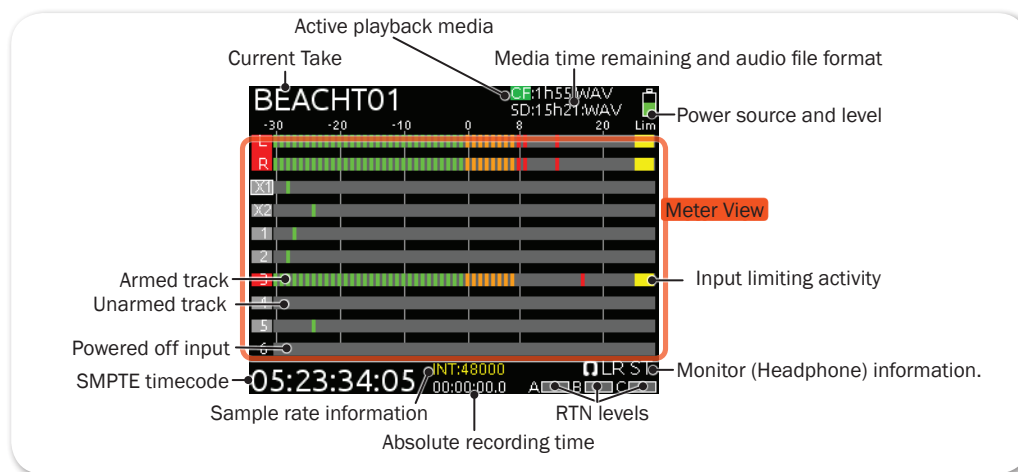 Active playback media
Current Take
Media time remaining and audio file format
BEACHT01
CF:1h55:WAV
SD:15h21:WAV
Power source and level
-30 -20 -10 0 8 20 Lim
L
R
X1
Meter View
X2
1
2
Armed track
3
Input limiting activity
Unarmed track
4
5
Powered off input
6
SMPTE timecode
05:23:34:05
INT:48000
LR ST
Monitor (Headphone) information.
00:00:00.0
A B C
Sample rate information
RTN levels
Absolute recording time